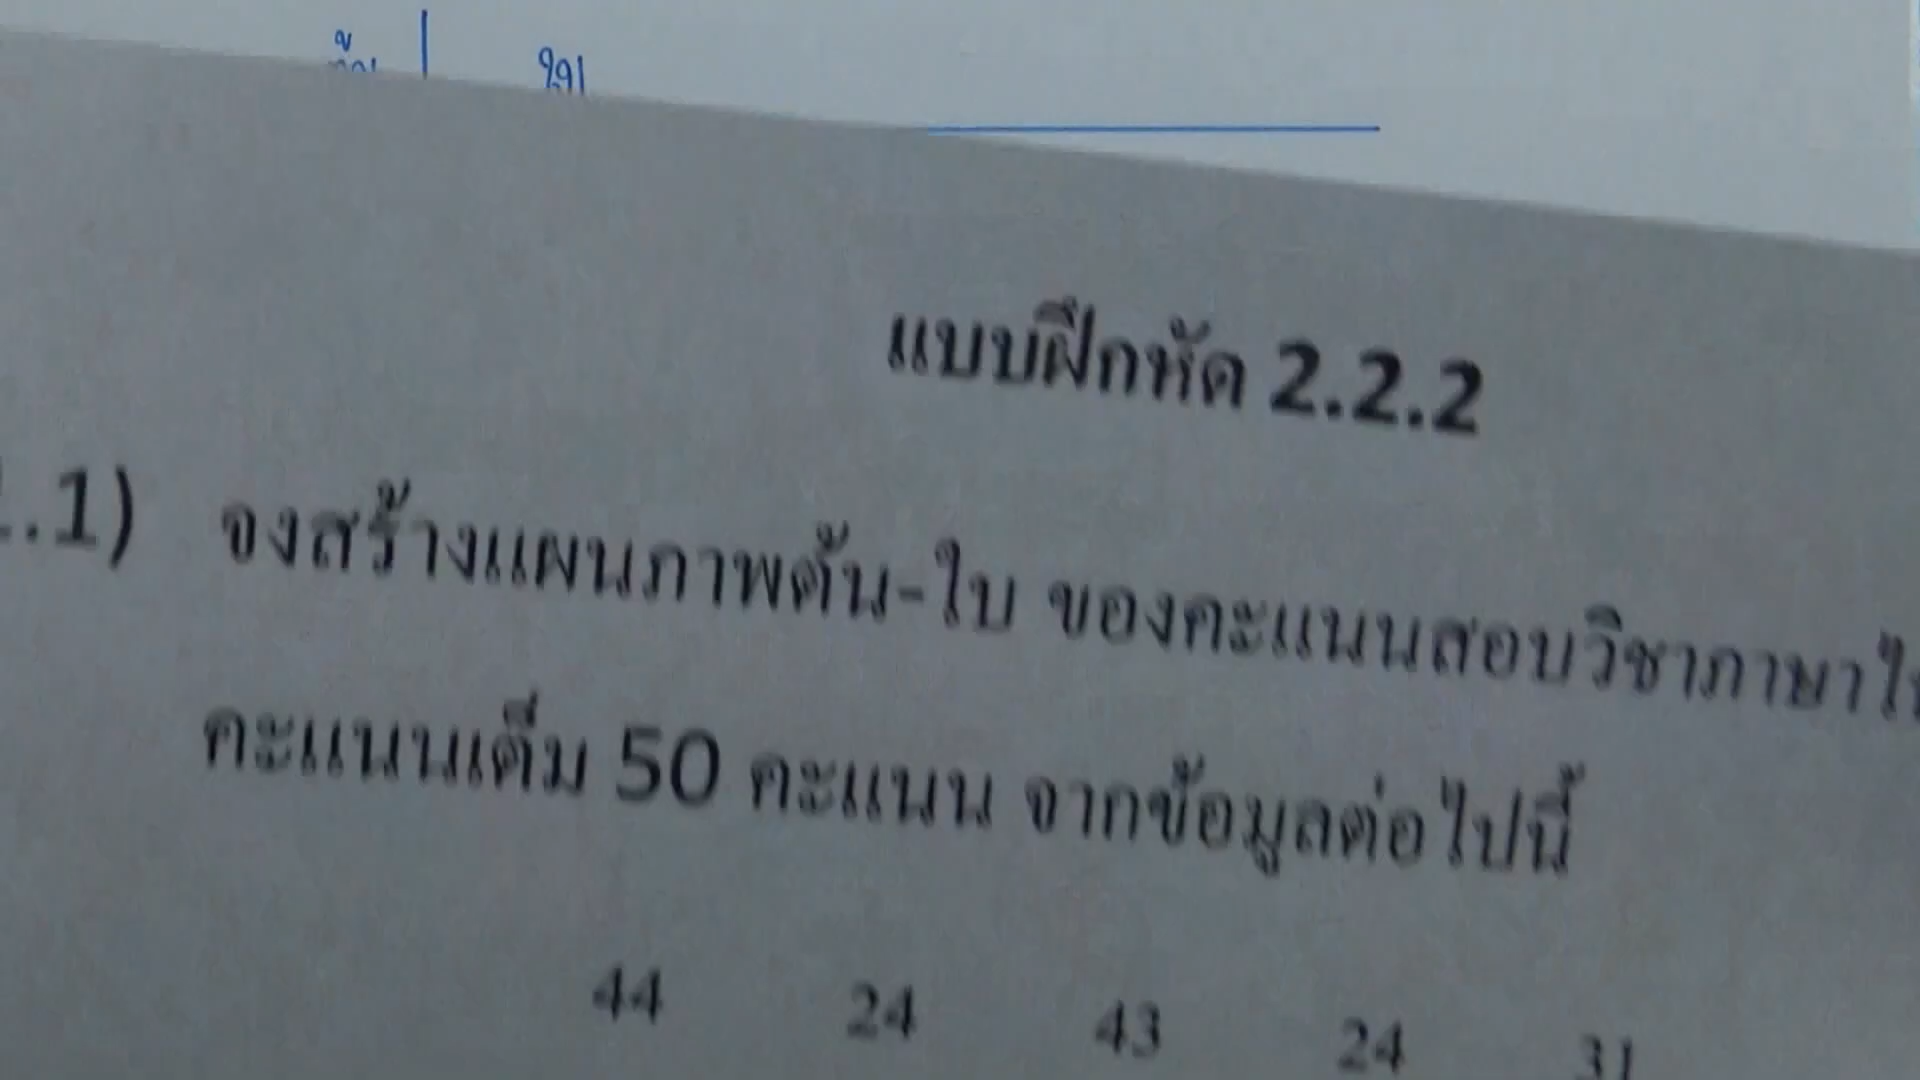 แบบฝึกหัด 2.2.2
.1) จงสร้างแผนภาพต้น-ใบ ของคะแนนสอบวิชาภาษา
คะแนนเต็ม 50 คะแนน จากข้อมูลต่อไปนี้
44 24 43 24 31